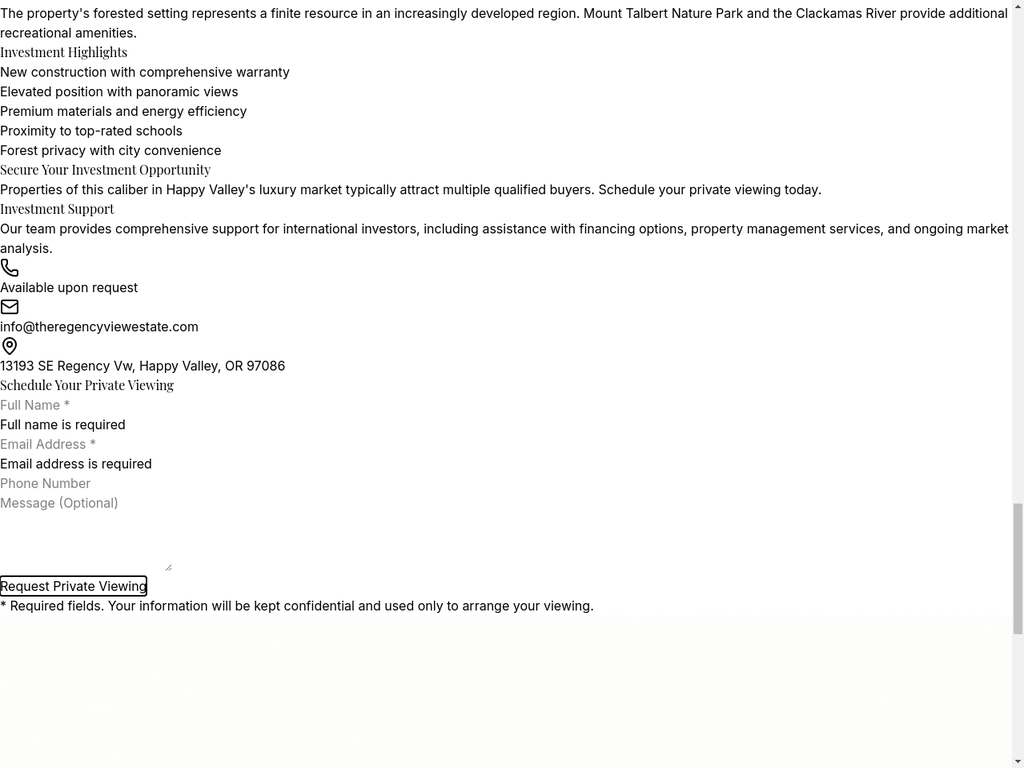 The property's forested setting represents a finite resource in an increasingly developed region. Mount Talbert Nature Park and the Clackamas River provide additional
recreational amenities.
Investment Highlights
New construction with comprehensive warranty
Elevated position with panoramic views
Premium materials and energy efficiency
Proximity to top-rated schools
Forest privacy with city convenience
Secure Your Investment Opportunity
Properties of this caliber in Happy Valley's luxury market typically attract multiple qualified buyers. Schedule your private viewing today.
Investment Support
Our team provides comprehensive support for international investors, including assistance with financing options, property management services, and ongoing market
analysis.
Available upon request
info@theregencyviewestate.com
13193 SE Regency Vw, Happy Valley, OR 97086
Schedule Your Private Viewing
Full Name *
Full name is required
Email Address *
Email address is required
Phone Number
Message (Optional)
Request Private Viewing
* Required fields. Your information will be kept confidential and used only to arrange your viewing.